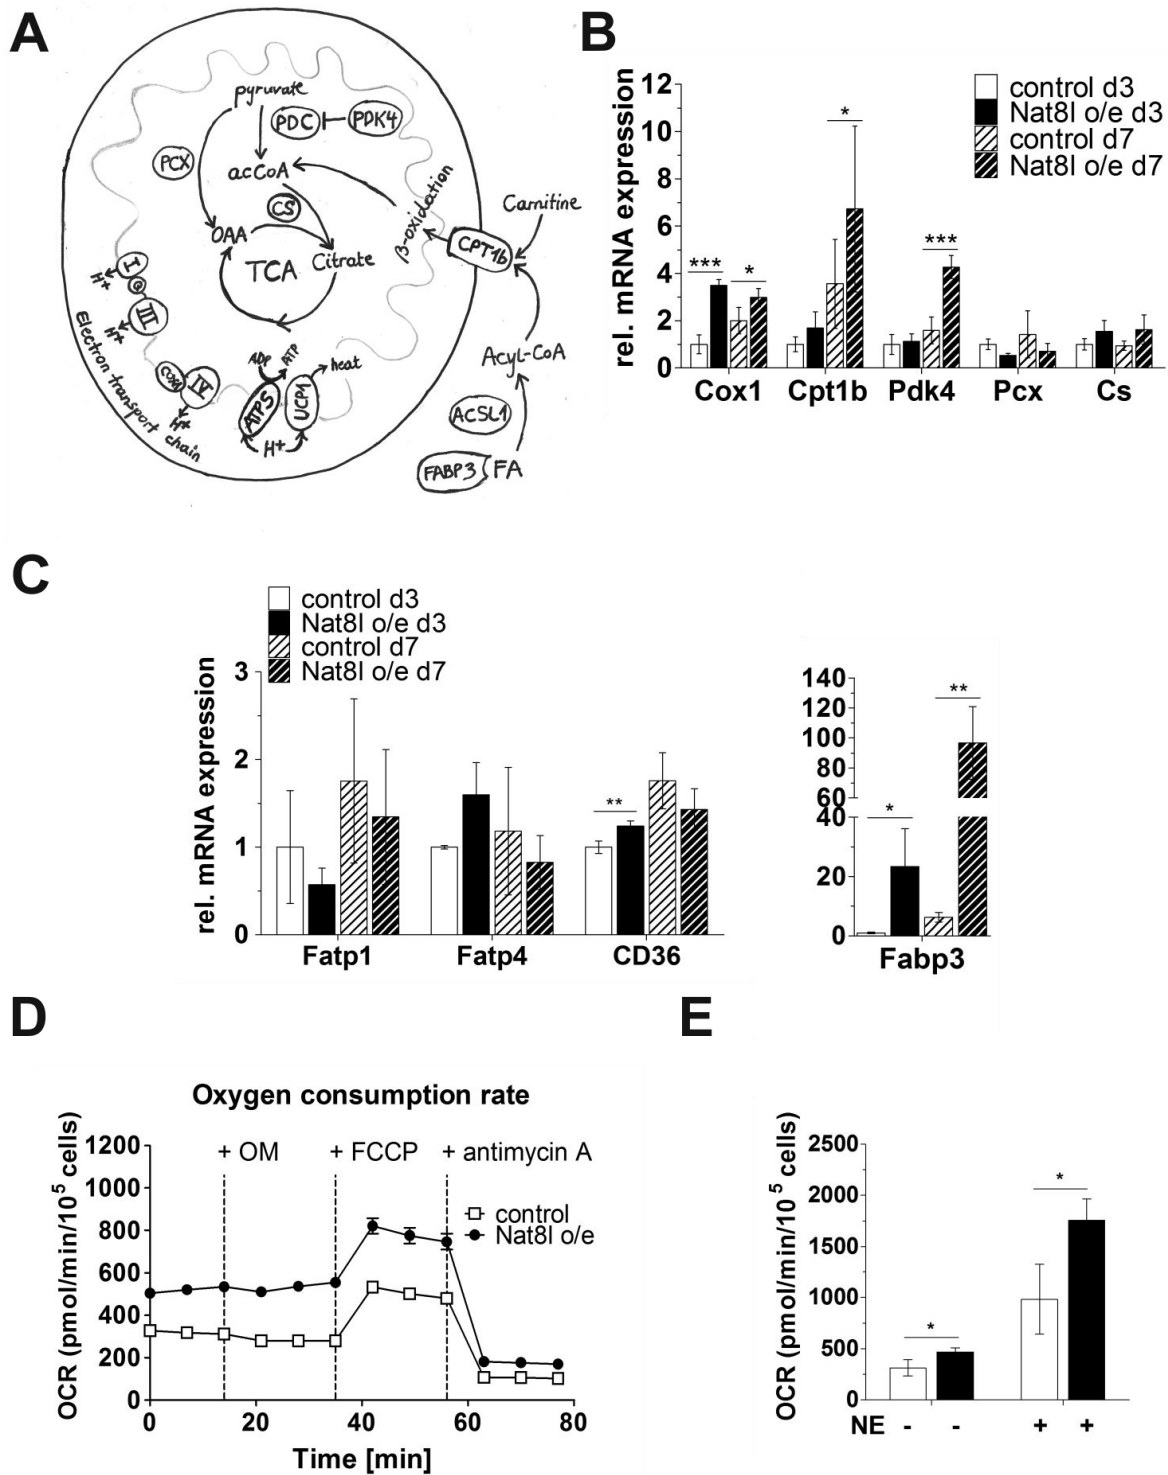 A
pyruvate
PDC
PDK4
PCX
acCoA
CS
OAA
Citrate
TCA
β-oxidation
CPT1b
Carnitine
Acyl-CoA
ACSL1
FABP3
FA
I
Q
III
H+
H+
Cox1
IV
H+
Electron transport chain
ADP
ATP
ATPS
UCP1
heat
H+
B
control d3
Nat8l o/e d3
control d7
Nat8l o/e d7
rel. mRNA expression
12
10
8
6
4
2
0
***
*
*
***
Cox1 Cpt1b Pdk4 Pcx Cs
C
control d3
Nat8l o/e d3
control d7
Nat8l o/e d7
rel. mRNA expression
3
2
1
0
**
Fatp1 Fatp4 CD36
140
120
100
80
60
40
20
0
*
**
Fabp3
D
Oxygen consumption rate
OCR (pmol/min/10⁵ cells)
1200
1000
800
600
400
200
0
+ OM
+ FCCP
+ antimycin A
control
Nat8l o/e
0 20 40 60 80
Time [min]
E
OCR (pmol/min/10⁵ cells)
2500
2000
1500
1000
500
0
*
*
NE - - + +